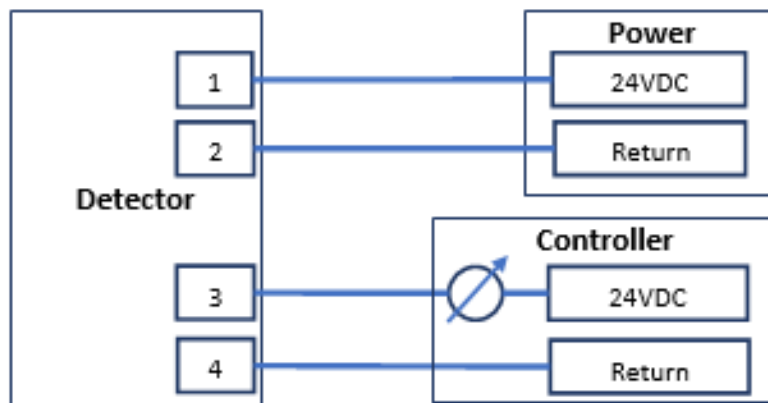 Power
1
24VDC
2
Return
Detector
Controller
3
24VDC
4
Return